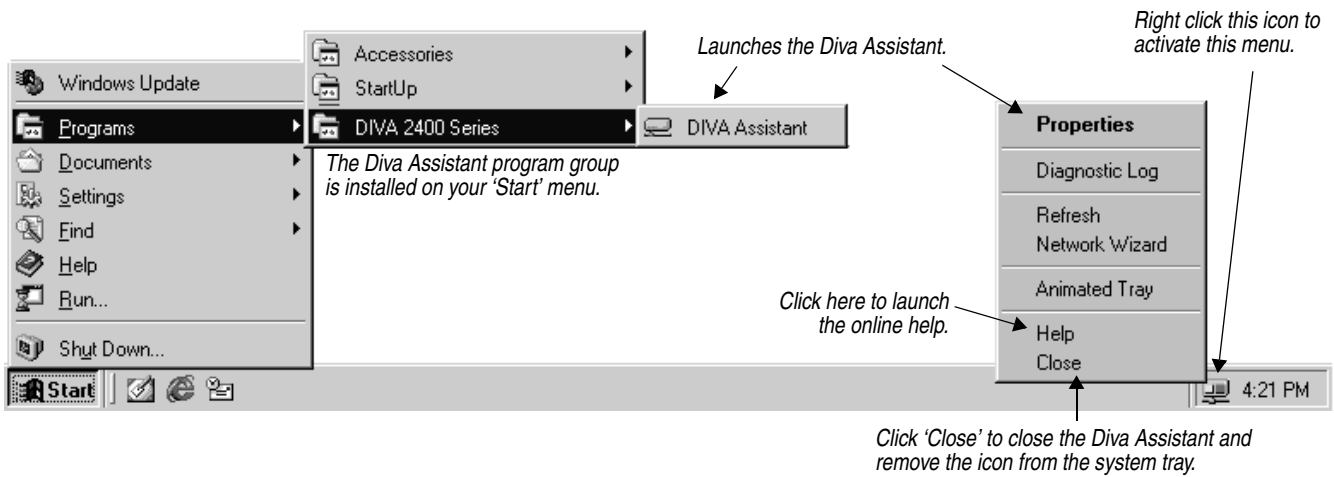 Right click this icon to
activate this menu.
Launches the Diva Assistant.
Accessories
StartUp
DIVA 2400 Series
DIVA Assistant
The Diva Assistant program group
is installed on your ‘Start’ menu.
Windows Update
Programs
Documents
Settings
Find
Help
Run...
Shut Down...
Start
Properties
Diagnostic Log
Refresh
Network Wizard
Animated Tray
Help
Close
Click here to launch
the online help.
4:21 PM
Click ‘Close’ to close the Diva Assistant and
remove the icon from the system tray.